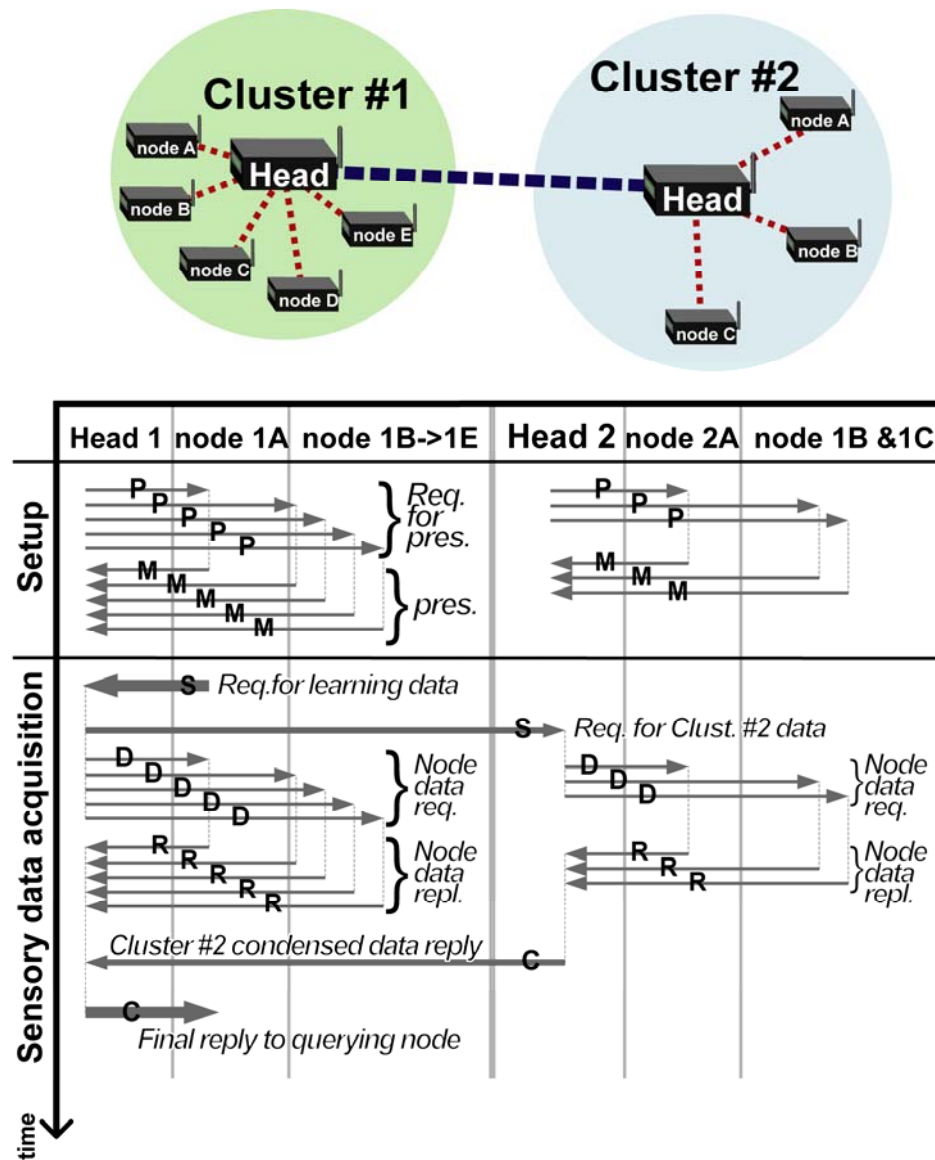 Cluster #1
Cluster #2
node A
node B
node C
node D
node E
Head
Head
node A
node B
node C
Head 1
node 1A
node 1B->1E
Head 2
node 2A
node 1B &1C
Setup
P
P
P
P
P
Req.
for
pres.
M
M
M
M
M
pres.
P
P
P
M
M
M
Sensory data acquisition
S
Req.for learning data
S
Req. for Clust. #2 data
D
D
D
D
D
Node
data
req.
R
R
R
R
R
Node
data
repl.
D
D
D
Node
data
req.
R
R
R
Node
data
repl.
Cluster #2 condensed data reply
C
C
Final reply to querying node
time